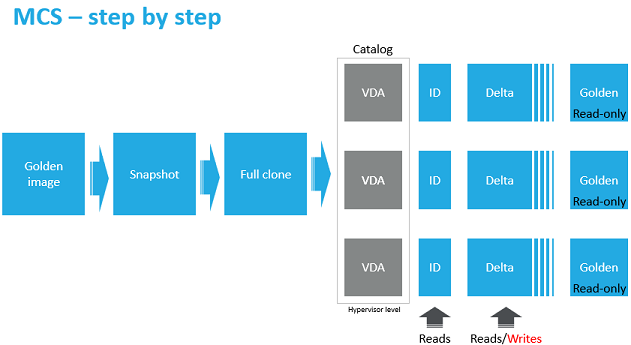 MCS – step by step
Catalog
VDA
ID
Delta
Golden
Read-only
Golden
image
Snapshot
Full clone
VDA
ID
Delta
Golden
Read-only
VDA
ID
Delta
Golden
Read-only
Hypervisor level
Reads
Reads/Writes